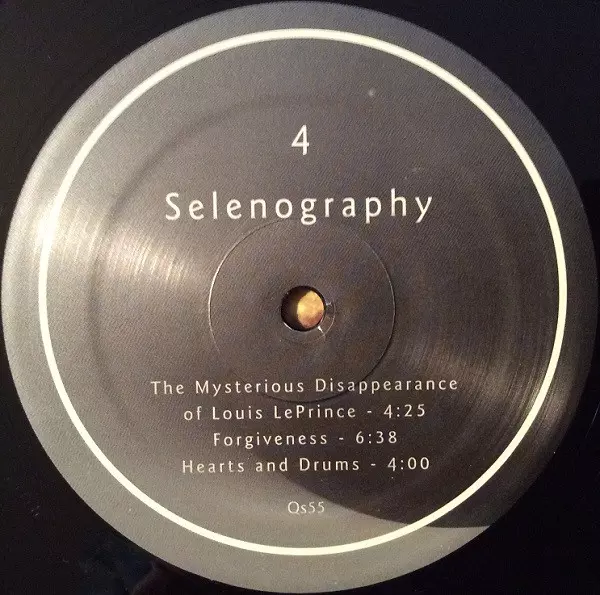 4
Selenography
The Mysterious Disappearance
of Louis LePrince - 4:25
Forgiveness - 6:38
Hearts and Drums - 4:00
Qs55